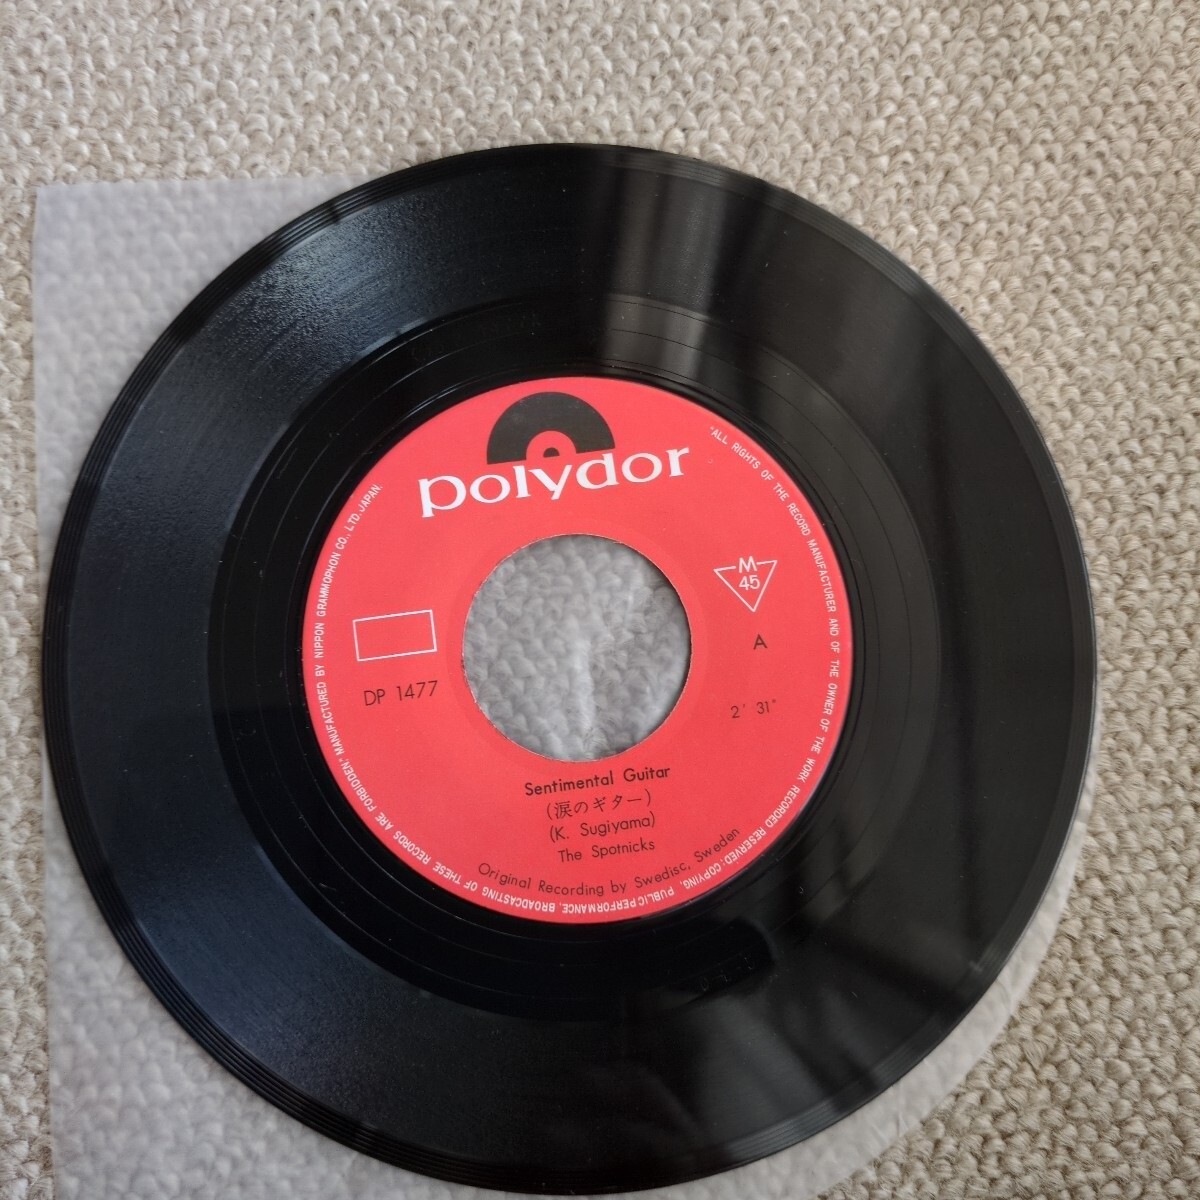 polydor
M
45
A
DP 1477
2' 31"
Sentimental Guitar
(涙のギター)
(K. Sugiyama)
The Spotnicks
Original Recording by Swedisc, Sweden
"ALL RIGHTS OF THE RECORD MANUFACTURER AND OF THE OWNER OF THE WORK RECORDED RESERVED; COPYING, PUBLIC PERFORMANCE, BROADCASTING OF THESE RECORDS ARE FORBIDDEN;" MANUFACTURED BY NIPPON GRAMMOPHON CO., LTD. JAPAN.